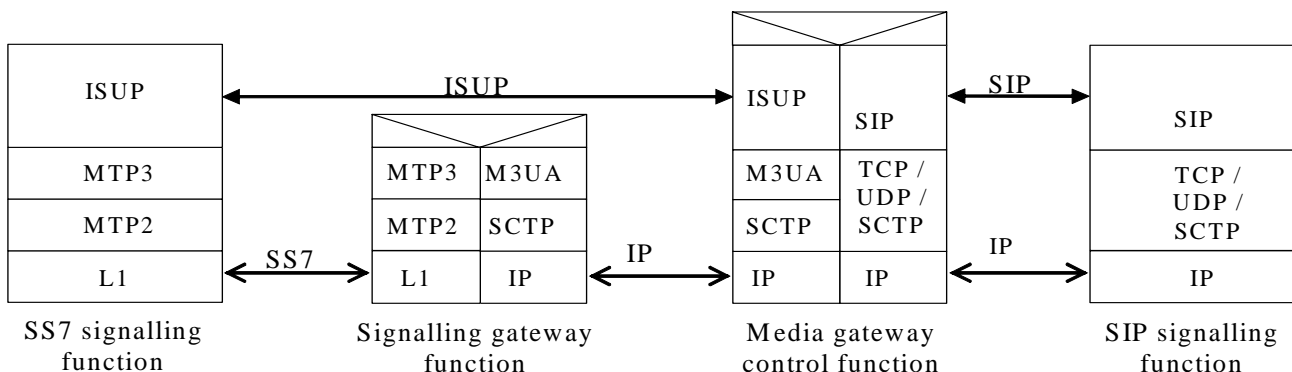 ISUP
MTP3
MTP2
L1
SS7 signalling
function
ISUP
SS7
MTP3
M3UA
MTP2
SCTP
L1
IP
Signalling gateway
function
IP
ISUP
SIP
M3UA
TCP /
UDP /
SCTP
SCTP
IP
IP
Media gateway
control function
SIP
IP
SIP
TCP /
UDP /
SCTP
IP
SIP signalling
function